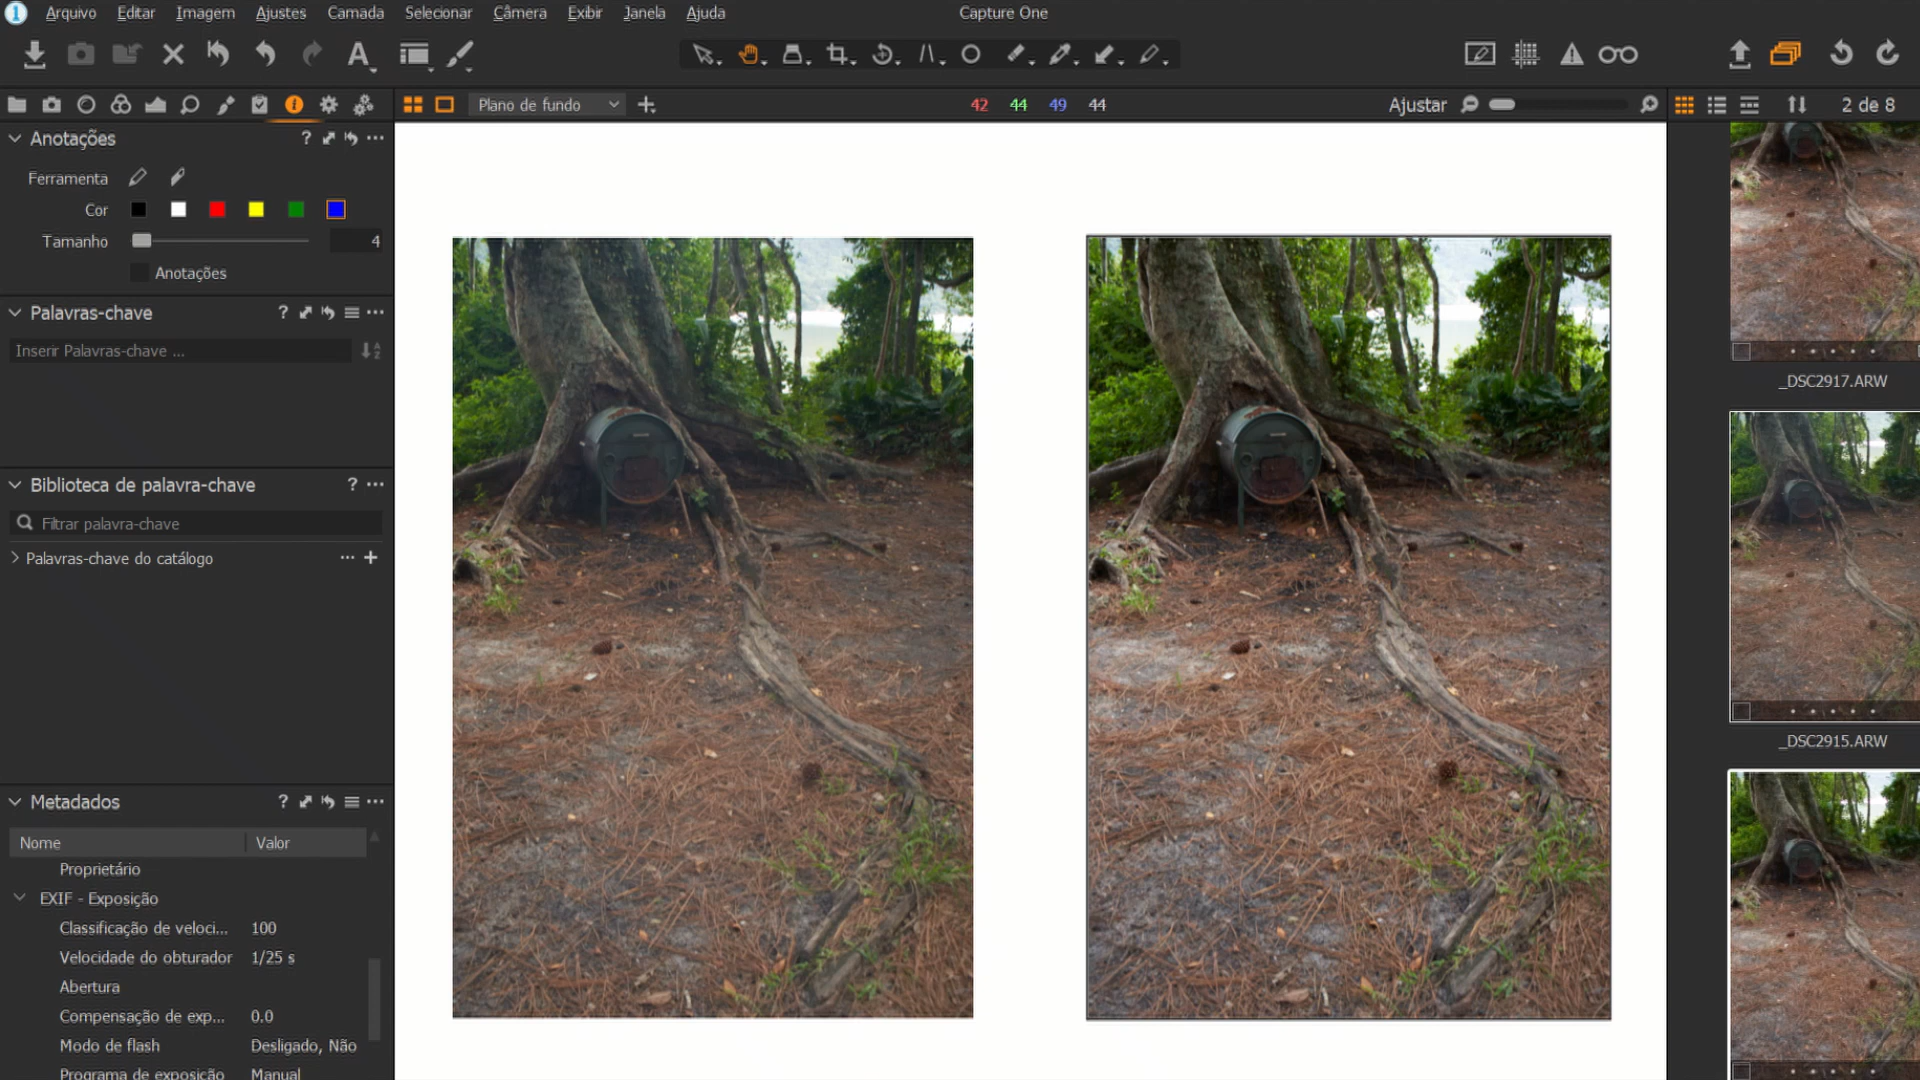 Arquivo Editar Imagem Ajustes Camada Selecionar Câmera Exibir Janela Ajuda Capture One
Plano de fundo 42 44 49 44 Ajustar 2 de 8
Anotações
Ferramenta
Cor
Tamanho 4
Anotações
Palavras-chave
Inserir Palavras-chave ...
Biblioteca de palavra-chave
Filtrar palavra-chave
Palavras-chave do catálogo
Metadados
Nome Valor
Proprietário
EXIF - Exposição
Classificação de veloci... 100
Velocidade do obturador 1/25 s
Abertura
Compensação de exp... 0.0
Modo de flash Desligado, Não
Programa de exposição Manual
_DSC2917.ARW
_DSC2915.ARW